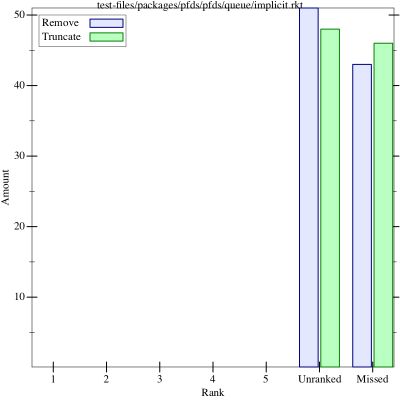 test-files/packages/pfds/pfds/queue/implicit.rkt
50
40
30
20
10
Amount
Remove
Truncate
1 2 3 4 5 Unranked Missed
Rank